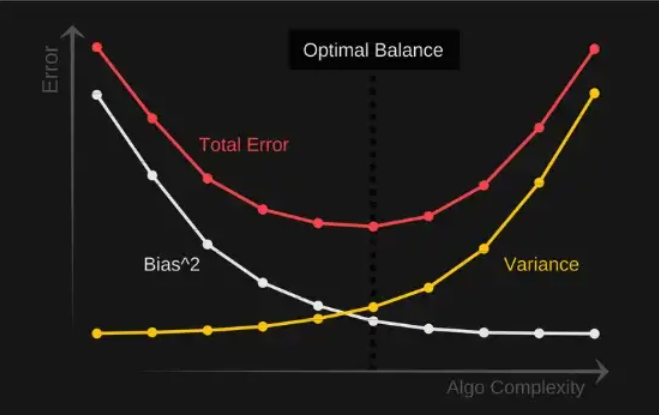 Error
Optimal Balance
Total Error
Bias^2
Variance
Algo Complexity